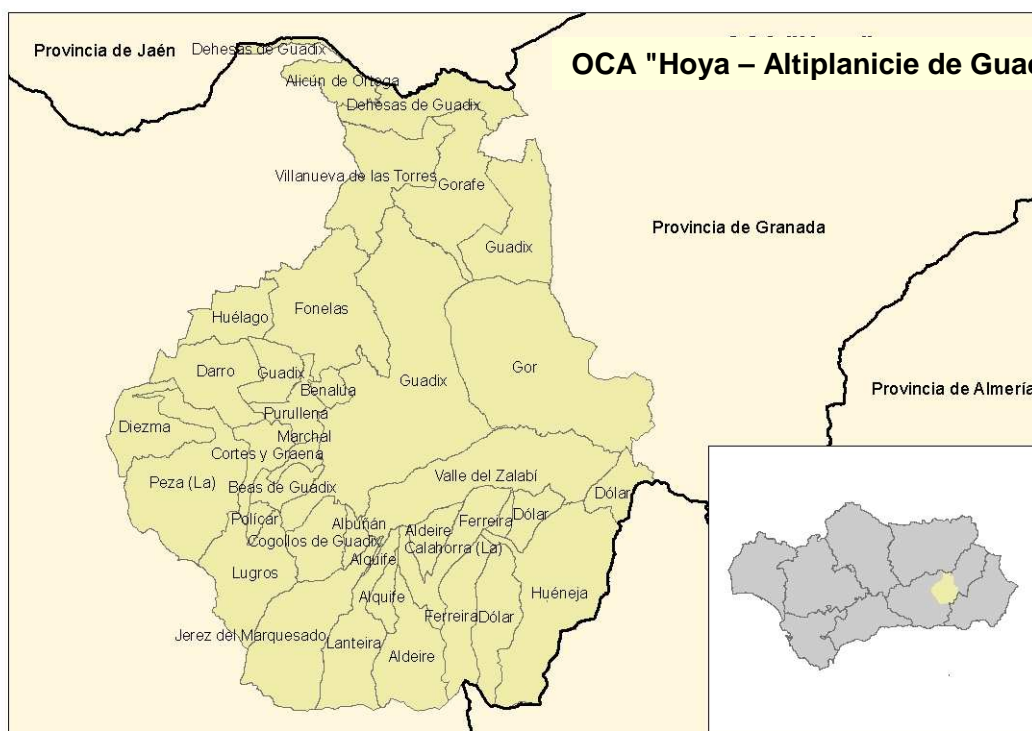 Provincia de Jaén
Dehesas de Guadix
OCA "Hoya – Altiplanicie de Guad
Alicún de Ortega
Dehesas de Guadix
Villanueva de las Torres
Gorafe
Provincia de Granada
Guadix
Huélago
Fonelas
Darro
Guadix
Guadix
Gor
Benalúa
Provincia de Almería
Purullena
Diezma
Marchal
Cortes y Graena
Valle del Zalabí
Peza (La)
Beas de Guadix
Dólar
Polícar
Albuñán
Aldeire
Ferreira
Dólar
Cogollos de Guadix
Calahorra (La)
Alquife
Lugros
Alquife
Huéneja
Ferreira
Dólar
Jerez del Marquesado
Lanteira
Aldeire